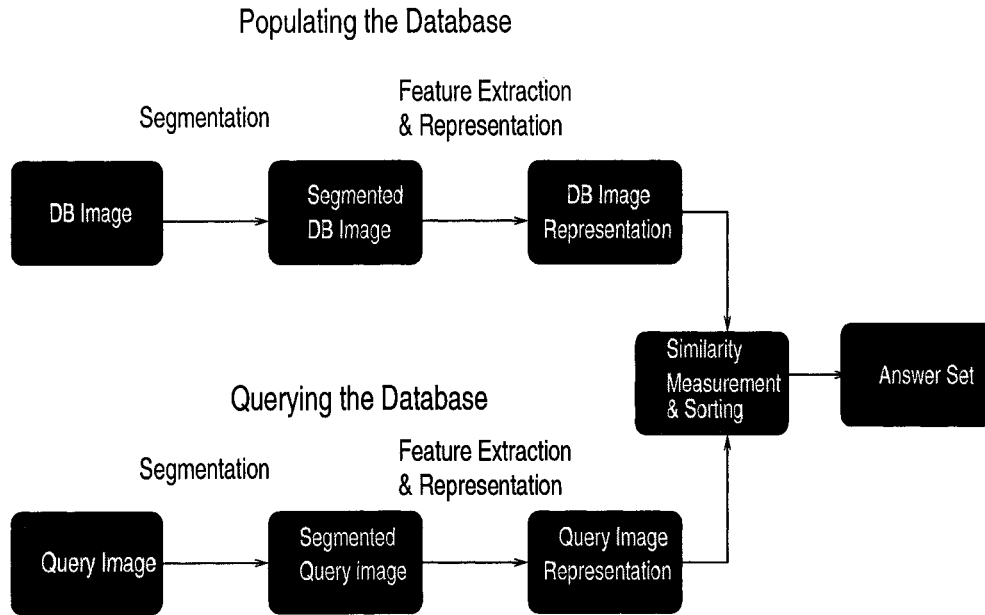 Populating the Database
Segmentation
Feature Extraction
& Representation
DB Image
Segmented
DB Image
DB Image
Representation
Similarity
Measurement
& Sorting
Answer Set
Querying the Database
Segmentation
Feature Extraction
& Representation
Query Image
Segmented
Query image
Query Image
Representation